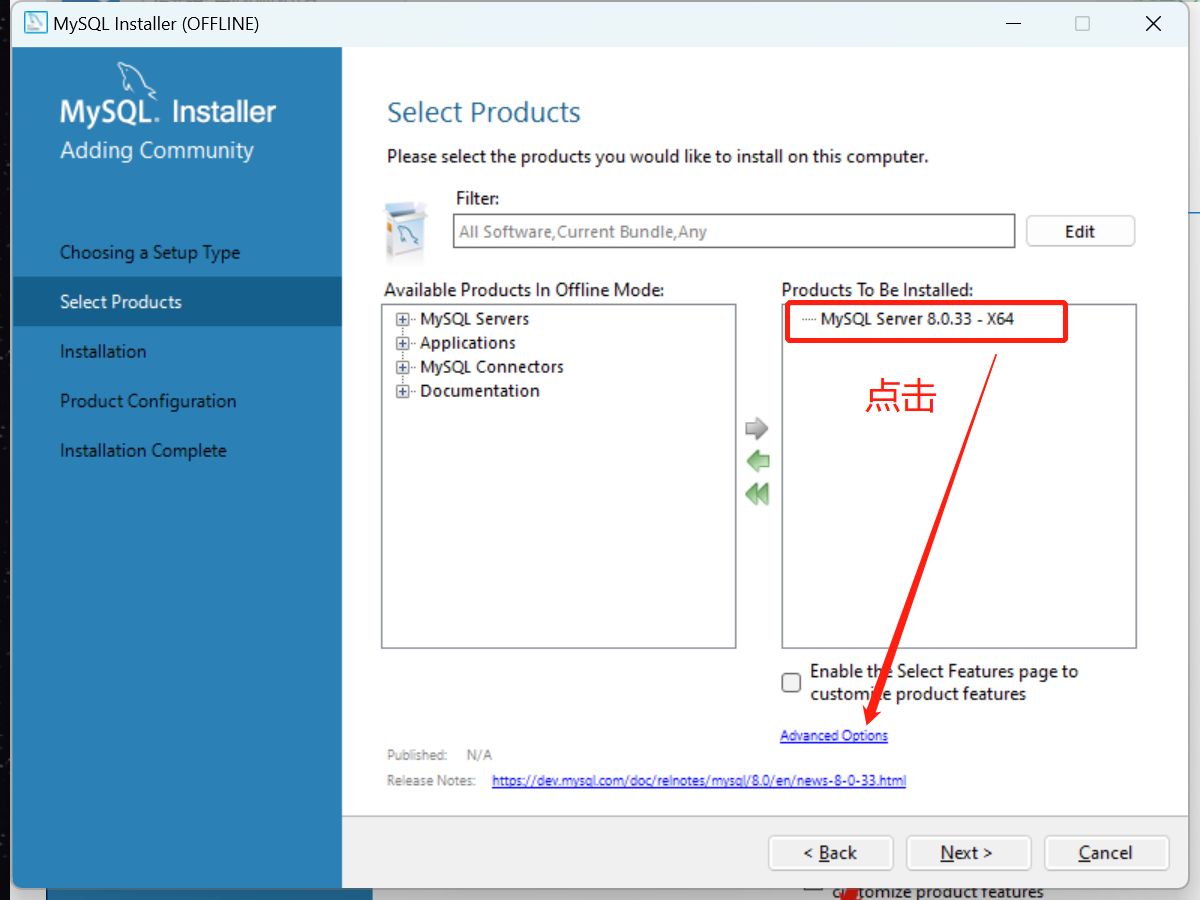 MySQL Installer (OFFLINE)
MySQL. Installer
Adding Community
Choosing a Setup Type
Select Products
Installation
Product Configuration
Installation Complete
Select Products
Please select the products you would like to install on this computer.
Filter:
All Software,Current Bundle,Any
Edit
Available Products In Offline Mode:
MySQL Servers
Applications
MySQL Connectors
Documentation
Products To Be Installed:
MySQL Server 8.0.33 - X64
点击
Enable the Select Features page to
customize product features
Advanced Options
Published: N/A
Release Notes: https://dev.mysql.com/doc/relnotes/mysql/8.0/en/news-8-0-33.html
< Back
Next >
Cancel
customize product features